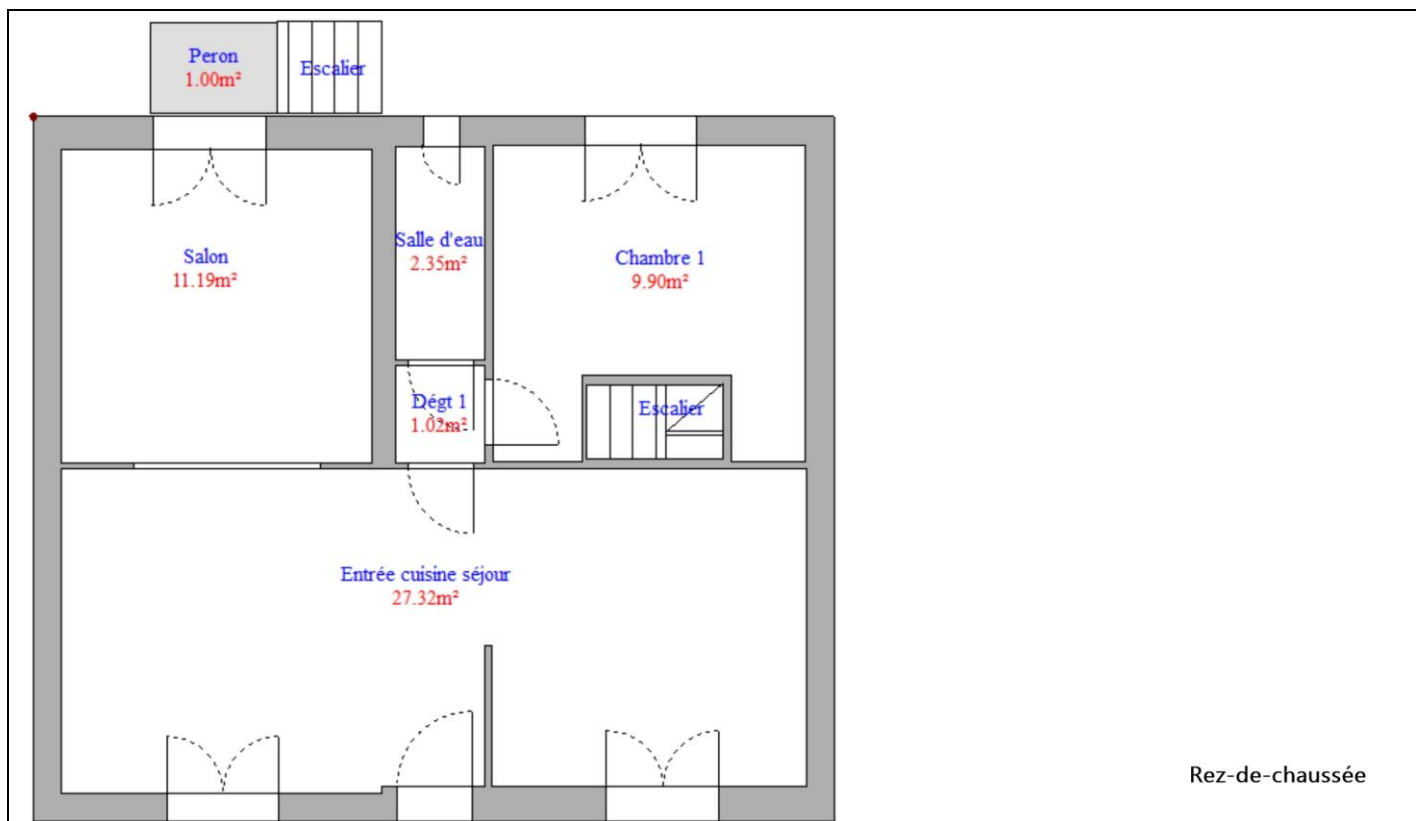 Peron
1.00m²
Escalier
Salon
11.19m²
Salle d'eau
2.35m²
Chambre 1
9.90m²
Dégt 1
1.02m²
Escalier
Entrée cuisine séjour
27.32m²
Rez-de-chaussée